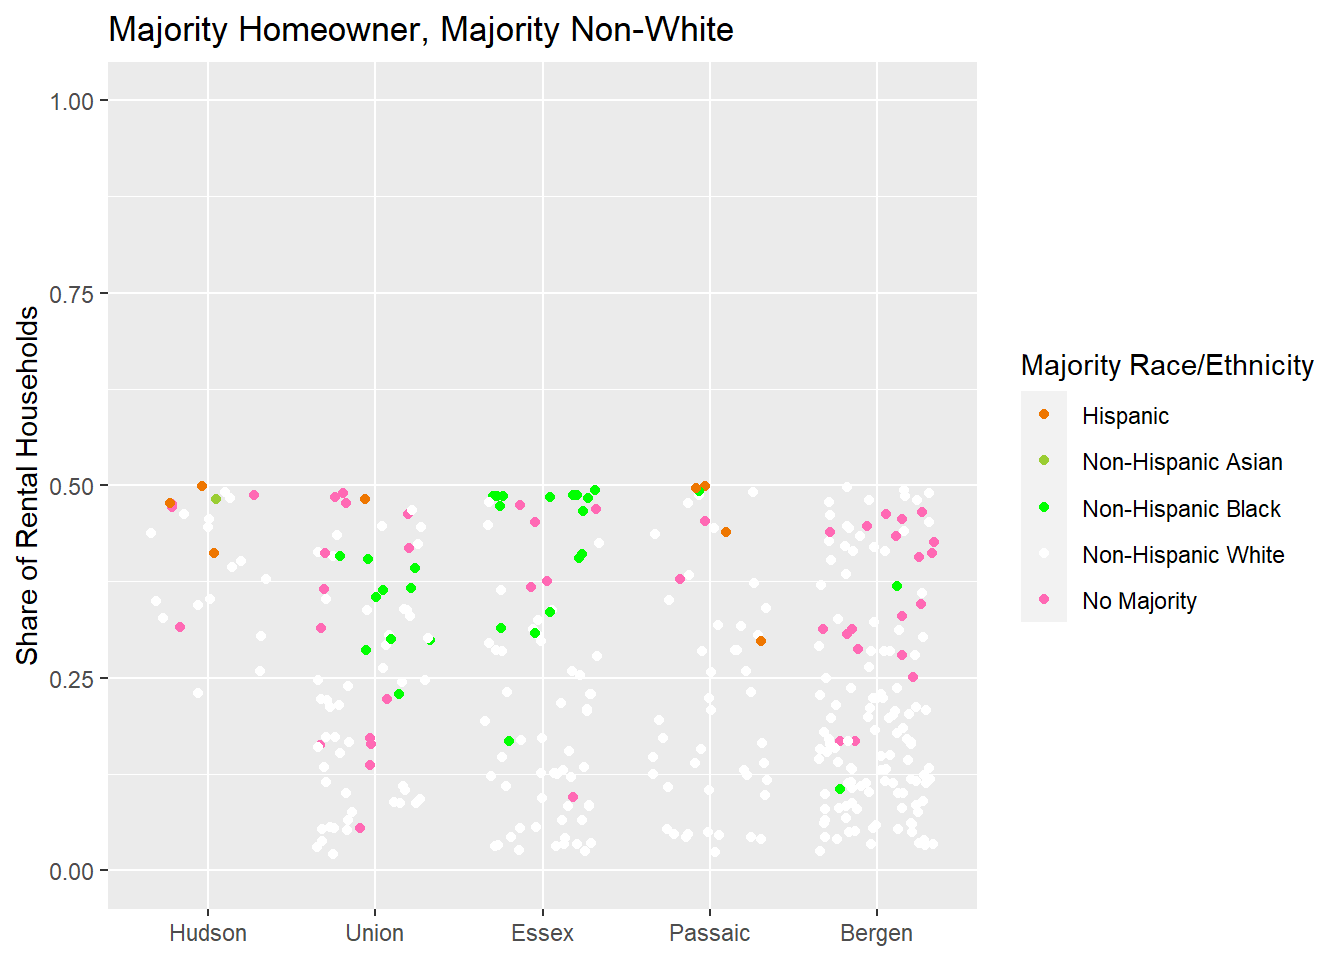 Majority Homeowner, Majority Non-White
1.00
0.75
0.50
0.25
0.00
Share of Rental Households
Hudson
Union
Essex
Passaic
Bergen
Majority Race/Ethnicity
Hispanic
Non-Hispanic Asian
Non-Hispanic Black
Non-Hispanic White
No Majority